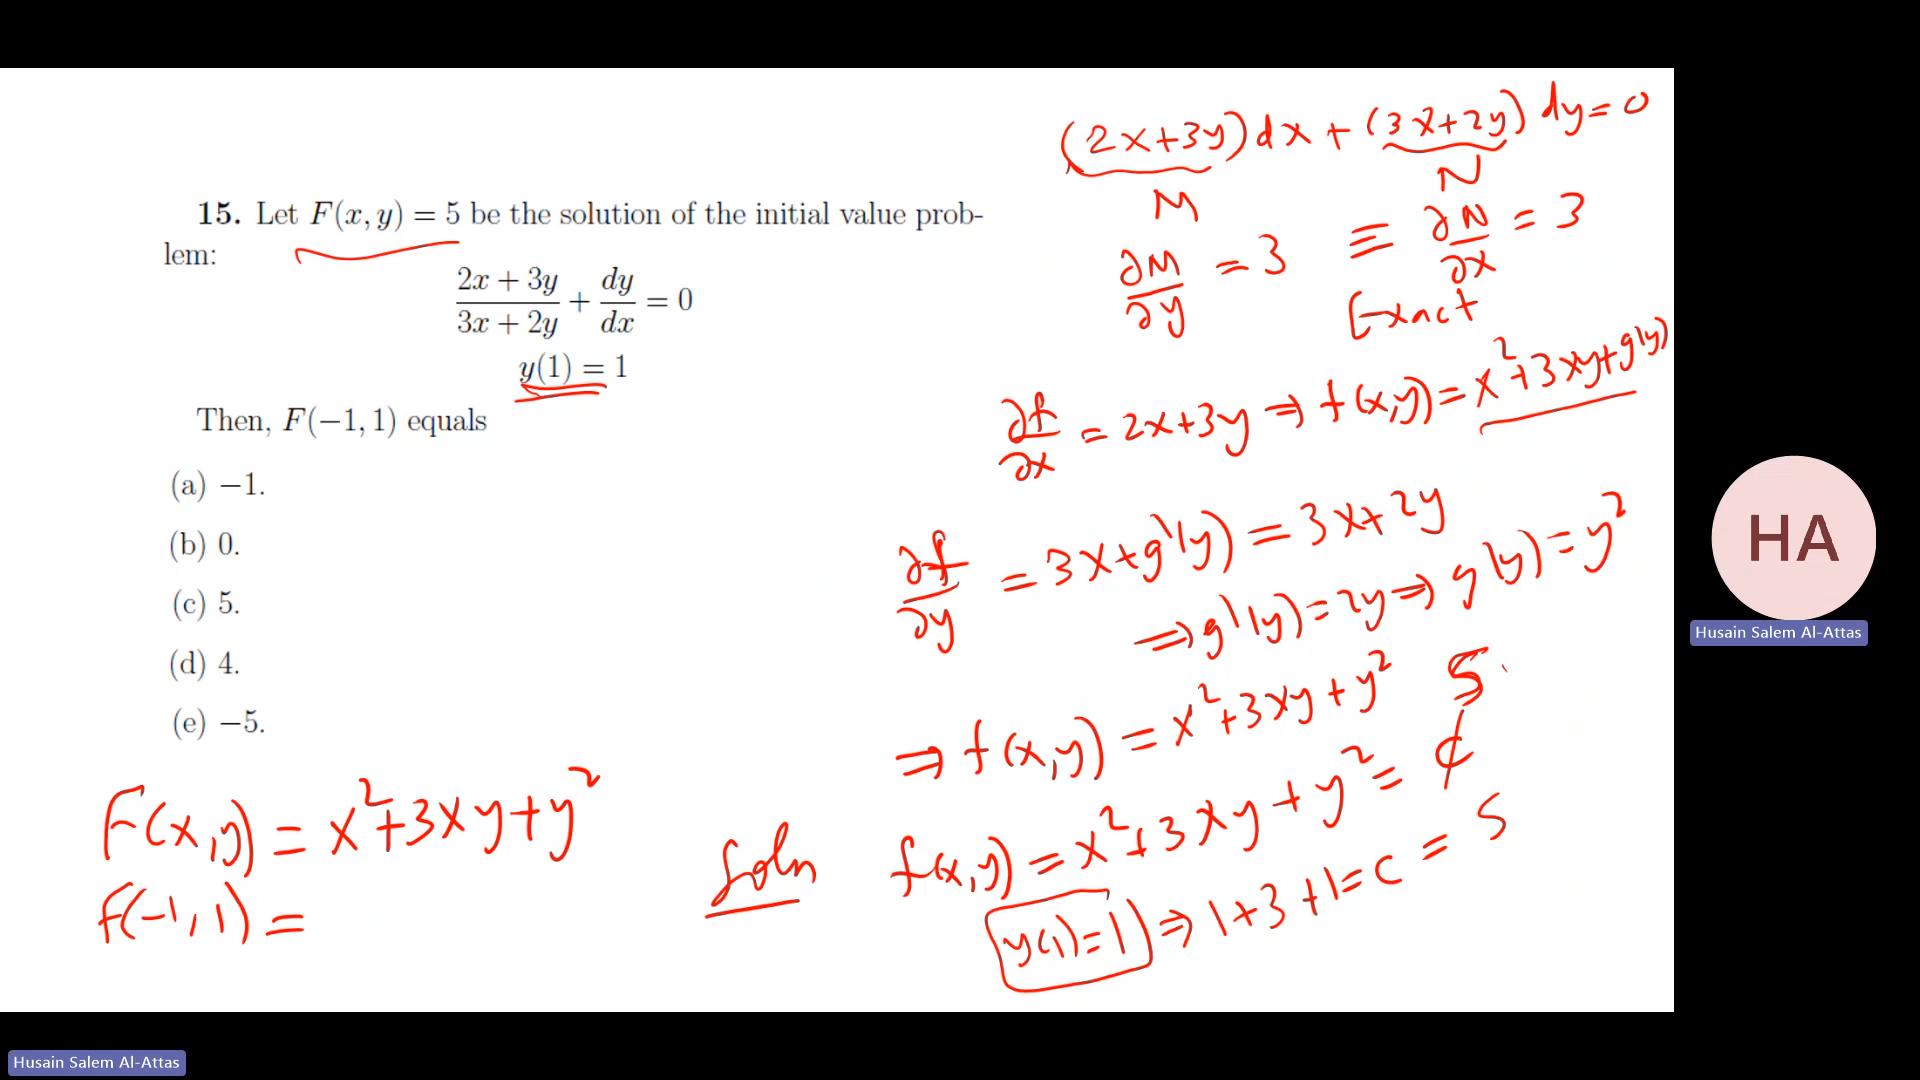 15. Let F(x, y) = 5 be the solution of the initial value prob-
lem:
(2x + 3y)/(3x + 2y) + dy/dx = 0
y(1) = 1
Then, F(−1, 1) equals
(a) −1.
(b) 0.
(c) 5.
(d) 4.
(e) −5.
F(x,y) = x²+3xy+y²
f(-1,1) =
(2x+3y)dx + (3x+2y)dy=0
M N
∂M/∂y = 3 ≡ ∂N/∂x = 3
Exact
∂f/∂x = 2x+3y ⇒ f(x,y)= x²+3xy+g(y)
∂f/∂y = 3x+g'(y) = 3x+2y
⇒ g'(y) = 2y ⇒ g(y) = y²
⇒ f(x,y) = x²+3xy+y²
5
Soln f(x,y) = x²+3xy+y² = c
y(1)=1 ⇒ 1+3+1=c = 5
HA
Husain Salem Al-Attas
Husain Salem Al-Attas